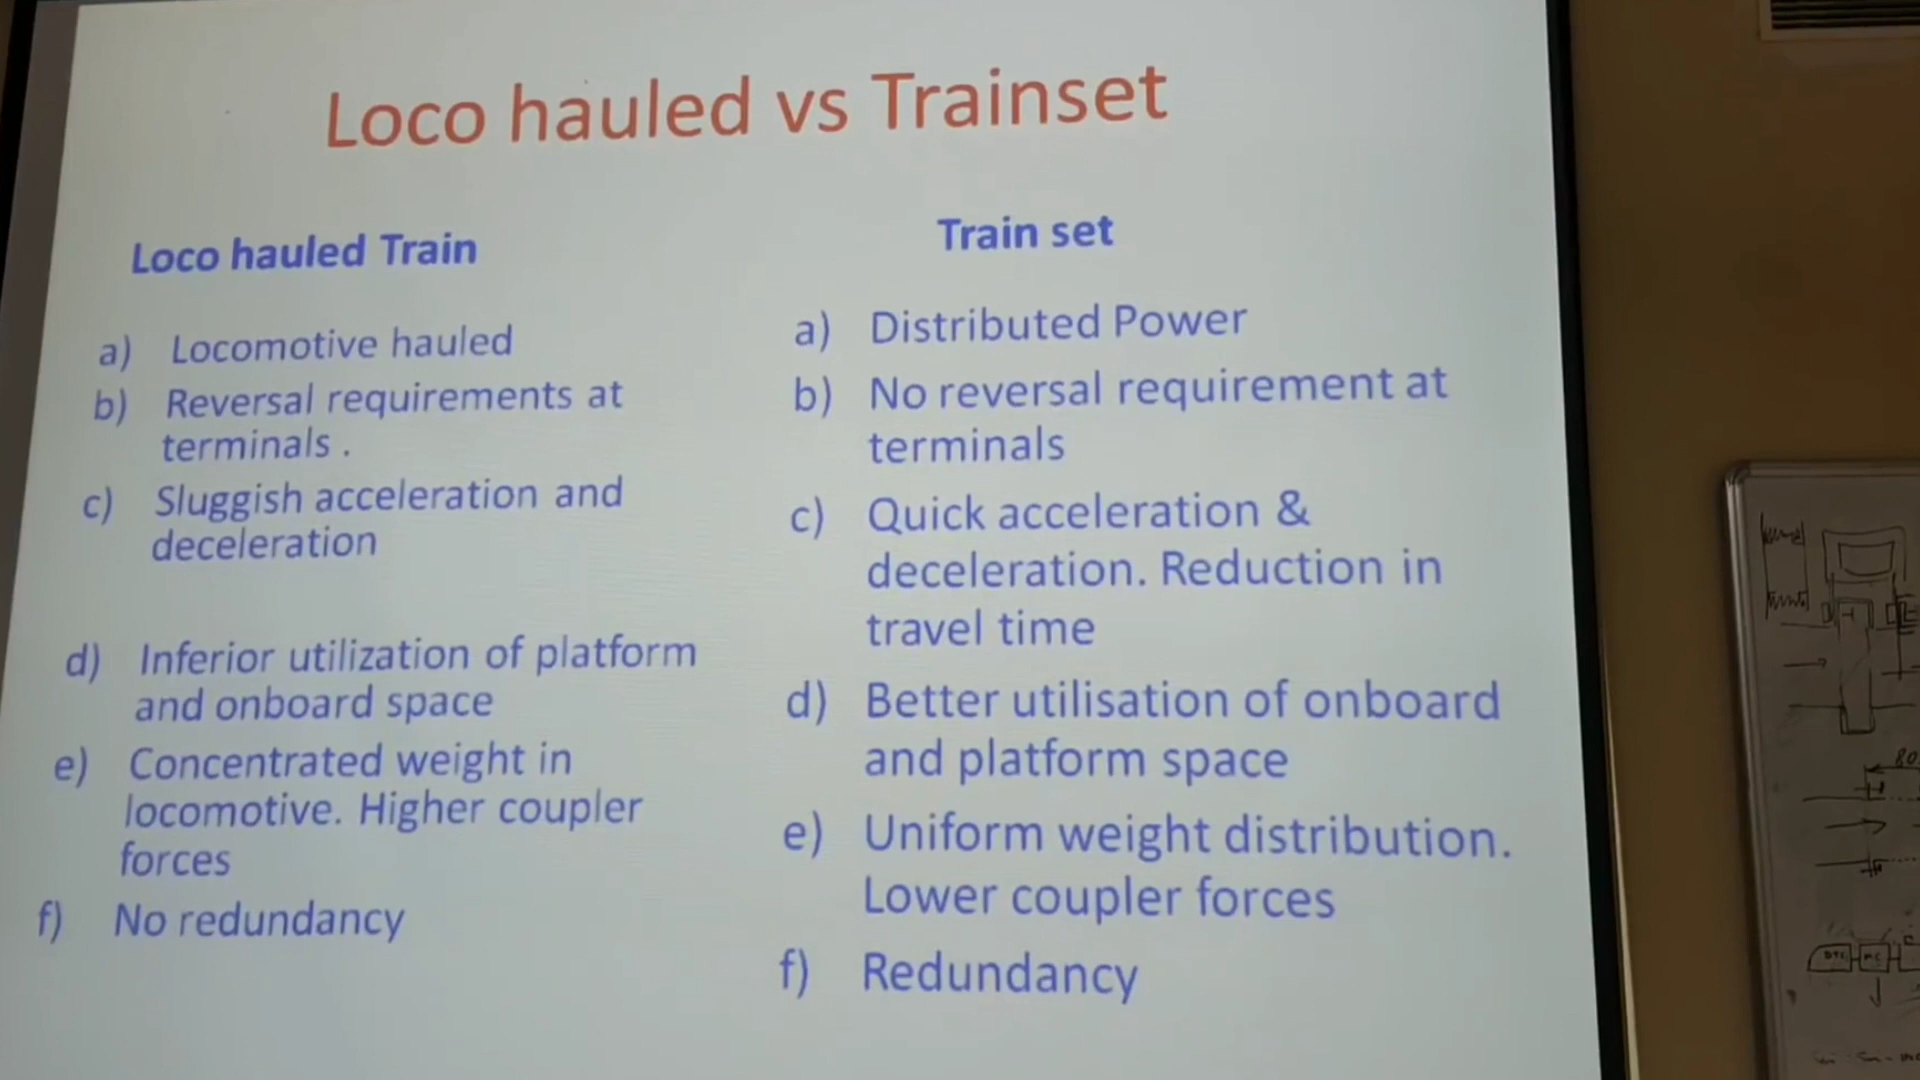 Loco hauled vs Trainset
Loco hauled Train
a) Locomotive hauled
b) Reversal requirements at
terminals .
c) Sluggish acceleration and
deceleration
d) Inferior utilization of platform
and onboard space
e) Concentrated weight in
locomotive. Higher coupler
forces
f) No redundancy
Train set
a) Distributed Power
b) No reversal requirement at
terminals
c) Quick acceleration &
deceleration. Reduction in
travel time
d) Better utilisation of onboard
and platform space
e) Uniform weight distribution.
Lower coupler forces
f) Redundancy
80
DTC
MC